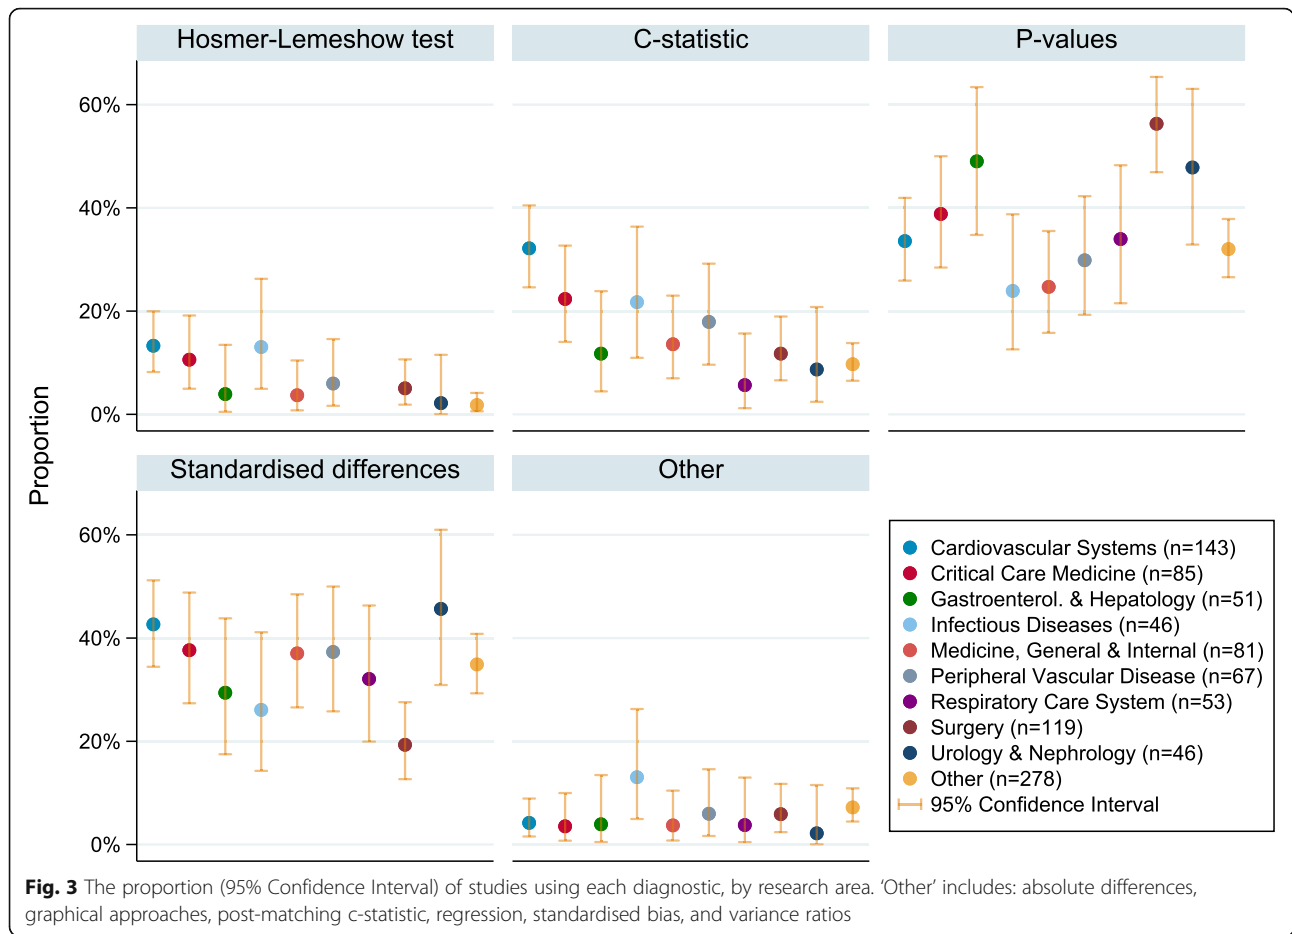 Hosmer-Lemeshow test
C-statistic
P-values
60%
40%
20%
0%
Proportion
Standardised differences
Other
60%
40%
20%
0%
Cardiovascular Systems (n=143)
Critical Care Medicine (n=85)
Gastroenterol. & Hepatology (n=51)
Infectious Diseases (n=46)
Medicine, General & Internal (n=81)
Peripheral Vascular Disease (n=67)
Respiratory Care System (n=53)
Surgery (n=119)
Urology & Nephrology (n=46)
Other (n=278)
95% Confidence Interval
Fig. 3 The proportion (95% Confidence Interval) of studies using each diagnostic, by research area. ‘Other’ includes: absolute differences,
graphical approaches, post-matching c-statistic, regression, standardised bias, and variance ratios